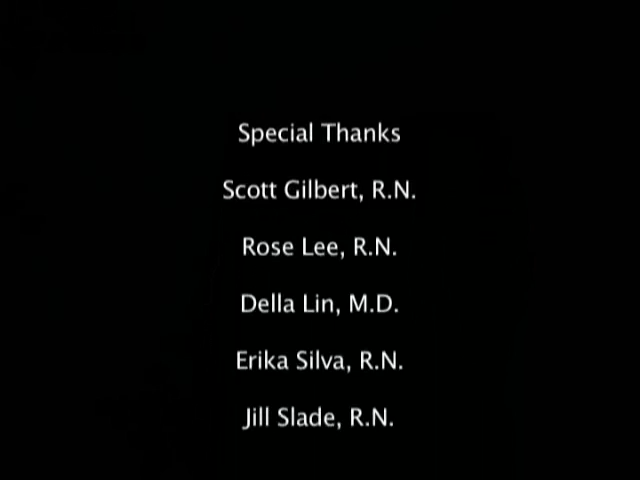 Special Thanks
Scott Gilbert, R.N.
Rose Lee, R.N.
Della Lin, M.D.
Erika Silva, R.N.
Jill Slade, R.N.